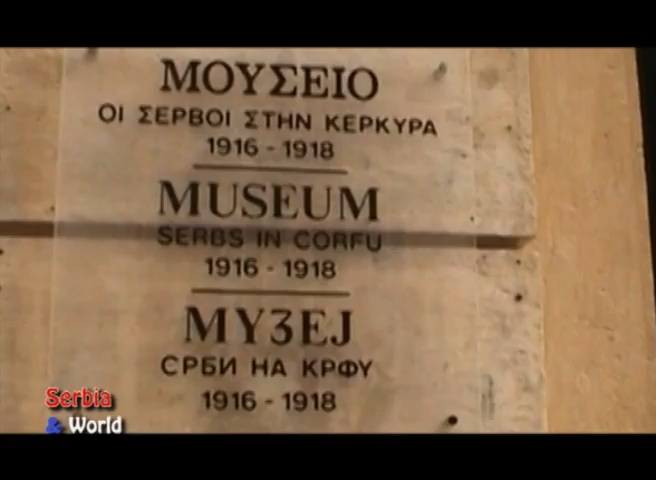 ΜΟΥΣΕΙΟ
ΟΙ ΣΕΡΒΟΙ ΣΤΗΝ ΚΕΡΚΥΡΑ
1916 - 1918
MUSEUM
SERBS IN CORFU
1916 - 1918
МУЗЕЈ
СРБИ НА КРФУ
1916 - 1918
Serbia
& World